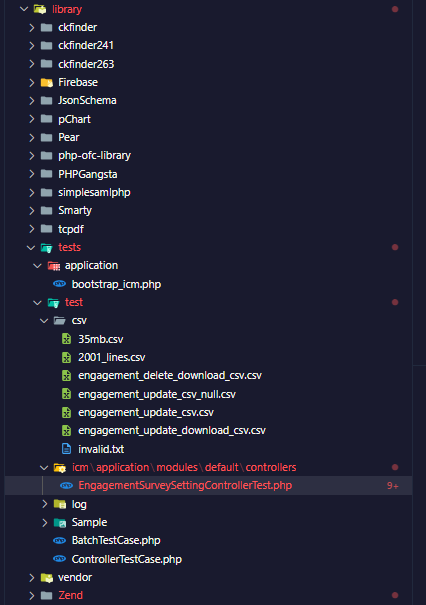 library
ckfinder
ckfinder241
ckfinder263
Firebase
JsonSchema
pChart
Pear
php-ofc-library
PHPGangsta
simplesamlphp
Smarty
tcpdf
tests
application
bootstrap_icm.php
test
csv
35mb.csv
2001_lines.csv
engagement_delete_download_csv.csv
engagement_update_csv_null.csv
engagement_update_csv.csv
engagement_update_download_csv.csv
invalid.txt
icm\application\modules\default\controllers
EngagementSurveySettingControllerTest.php 9+
log
Sample
BatchTestCase.php
ControllerTestCase.php
vendor
Zend